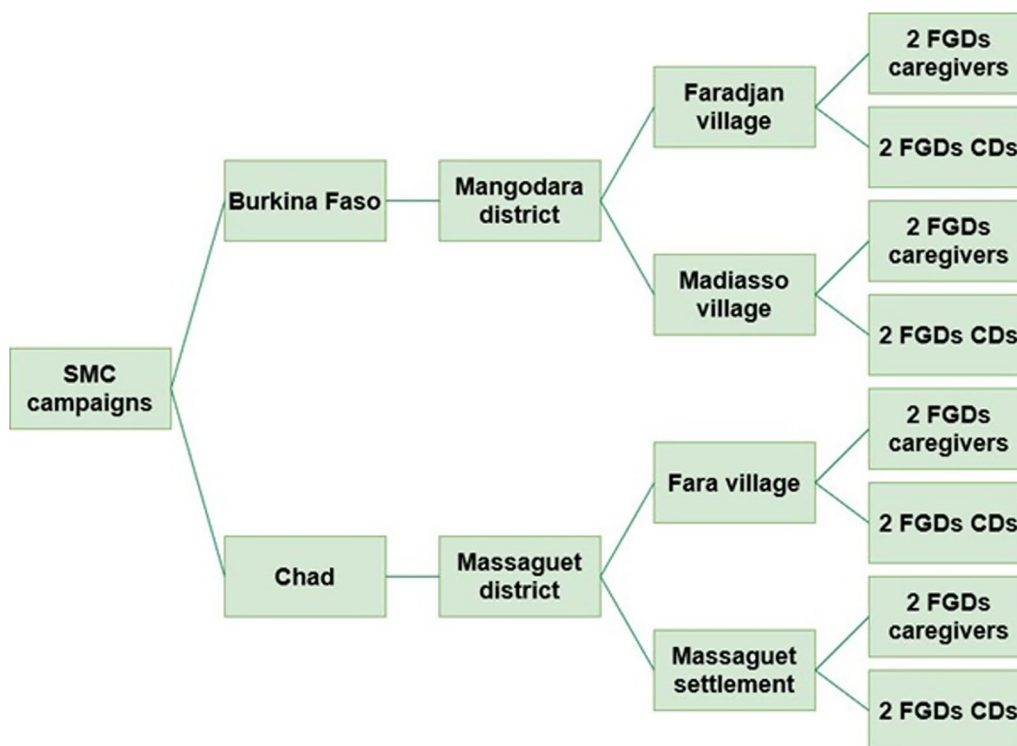 SMC
campaigns
Burkina Faso
Mangodara
district
Faradjan
village
2 FGDs
caregivers
2 FGDs CDs
Madiasso
village
2 FGDs
caregivers
2 FGDs CDs
Chad
Massaguet
district
Fara village
2 FGDs
caregivers
2 FGDs CDs
Massaguet
settlement
2 FGDs
caregivers
2 FGDs CDs